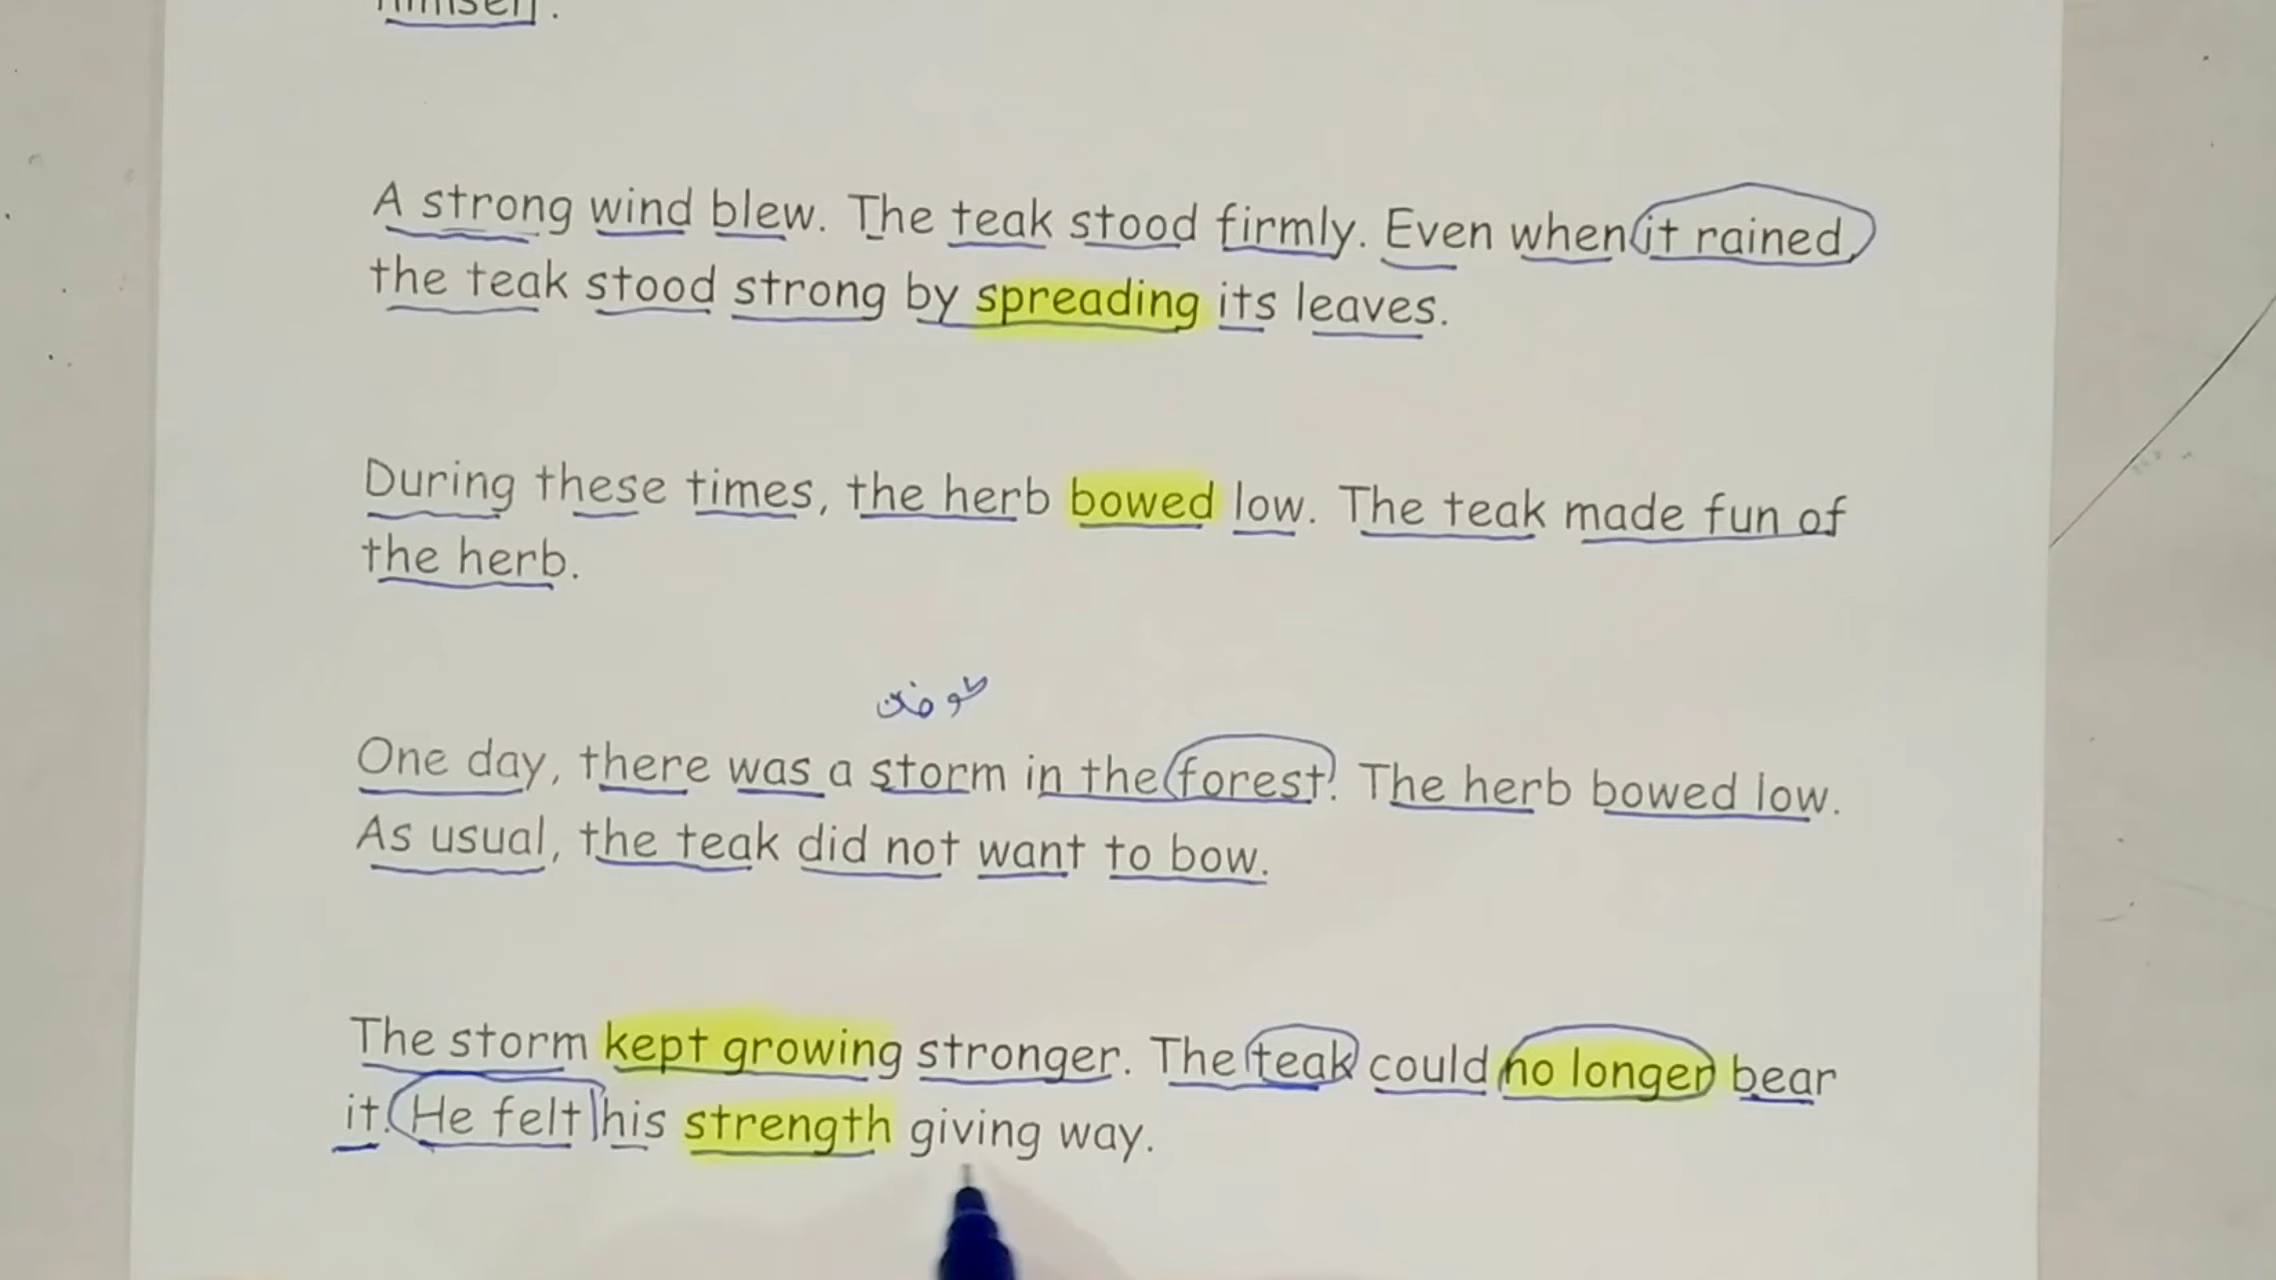 himself.
A strong wind blew. The teak stood firmly. Even when it rained,
the teak stood strong by spreading its leaves.
During these times, the herb bowed low. The teak made fun of
the herb.
طوفان
One day, there was a storm in the forest. The herb bowed low.
As usual, the teak did not want to bow.
The storm kept growing stronger. The teak could no longer bear
it. He felt his strength giving way.